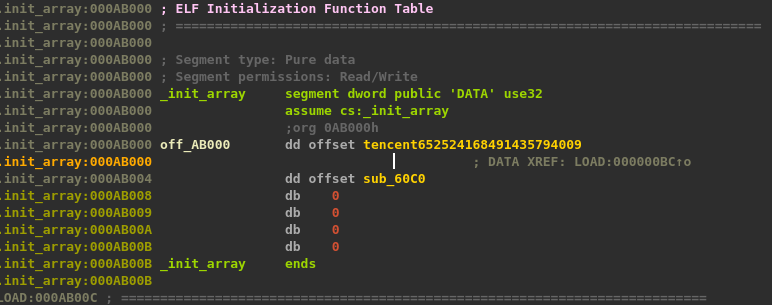 .init_array:000AB000 ; ELF Initialization Function Table
.init_array:000AB000 ; ===========================================================================
.init_array:000AB000
.init_array:000AB000 ; Segment type: Pure data
.init_array:000AB000 ; Segment permissions: Read/Write
.init_array:000AB000 _init_array     segment dword public 'DATA' use32
.init_array:000AB000                 assume cs:_init_array
.init_array:000AB000                 ;org 0AB000h
.init_array:000AB000 off_AB000       dd offset tencent652524168491435794009
.init_array:000AB000                                         ; DATA XREF: LOAD:000000BC↑o
.init_array:000AB004                 dd offset sub_60C0
.init_array:000AB008                 db    0
.init_array:000AB009                 db    0
.init_array:000AB00A                 db    0
.init_array:000AB00B                 db    0
.init_array:000AB00B _init_array     ends
.init_array:000AB00B
LOAD:000AB00C ; ===========================================================================